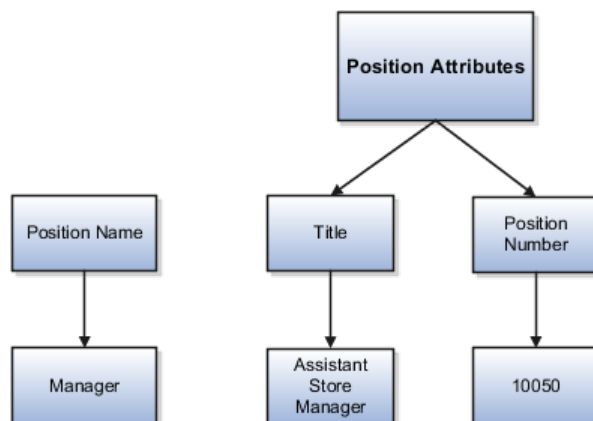 Position Attributes
Position Name
Title
Position
Number
Manager
Assistant
Store
Manager
10050